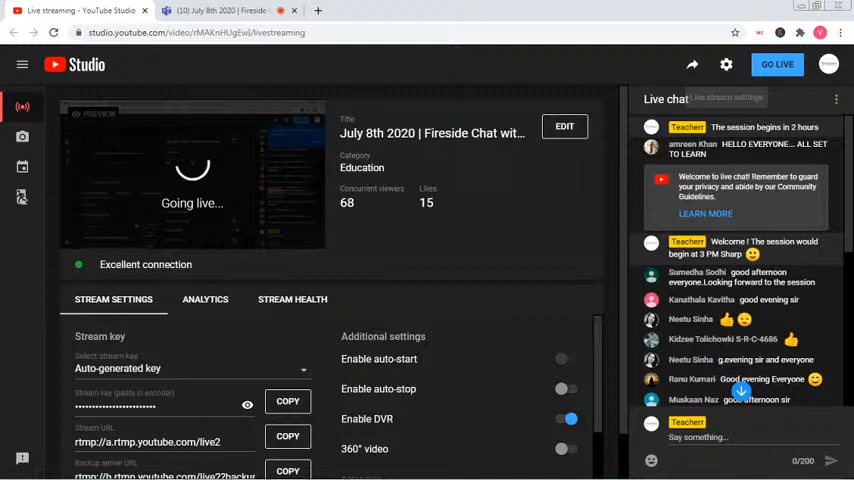 Live streaming - YouTube Studio
(10) July 8th 2020 | Fireside
studio.youtube.com/video/rMAKnHUgEwI/livestreaming
Studio
GO LIVE
PREVIEW
Going live...
Title
July 8th 2020 | Fireside Chat wit...
EDIT
Category
Education
Concurrent viewers
Likes
68
15
Excellent connection
STREAM SETTINGS
ANALYTICS
STREAM HEALTH
Stream key
Select stream key
Auto-generated key
Stream key (paste in encoder)
••••••••••••••••••••••••
COPY
Stream URL
rtmp://a.rtmp.youtube.com/live2
COPY
Backup server URL
rtmp://b.rtmp.youtube.com/live2?backup
COPY
Additional settings
Enable auto-start
Enable auto-stop
Enable DVR
360° video
Live chat
Live stream settings
Teacherr The session begins in 2 hours
amreen Khan HELLO EVERYONE... ALL SET
TO LEARN
Welcome to live chat! Remember to guard
your privacy and abide by our Community
Guidelines.
LEARN MORE
Teacherr Welcome ! The session would
begin at 3 PM Sharp 🙂
Sumedha Sodhi good afternoon
everyone.Looking forward to the
session
Kanathala Kavitha good evening sir
Neetu Sinha 👍😌
Kidzee Tolichowki S-R-C-4686 👍
Neetu Sinha g.evening sir and everyone
Ranu Kumari Good evening Everyone 😊
Muskaan Naz good afternoon sir
Teacherr
Say something...
0/200